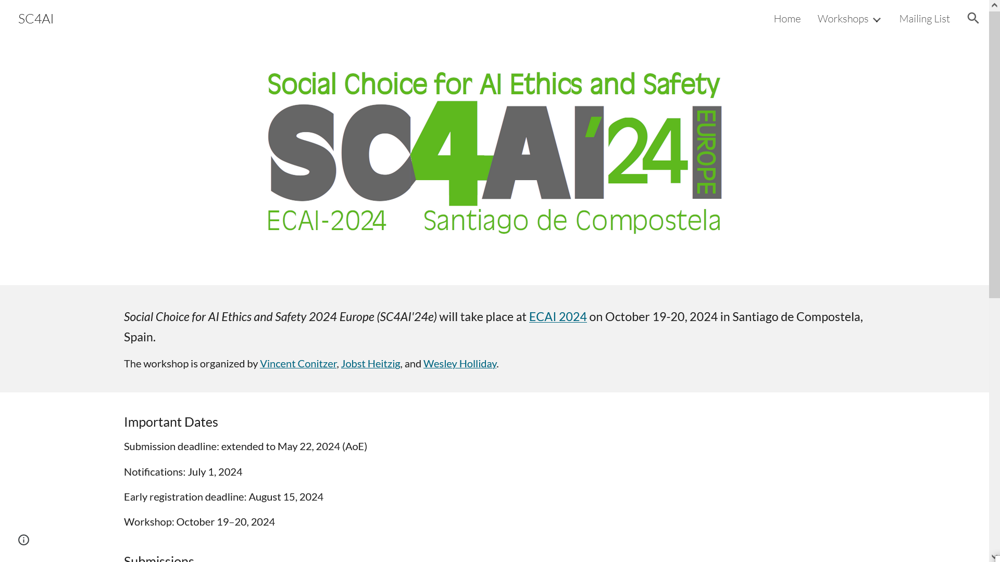 SC4AI
Home
Workshops
Mailing List
Social Choice for AI Ethics and Safety
SC4AI'24
EUROPE
ECAI-2024 Santiago de Compostela
Social Choice for AI Ethics and Safety 2024 Europe (SC4AI'24e) will take place at ECAI 2024 on October 19-20, 2024 in Santiago de Compostela,
Spain.
The workshop is organized by Vincent Conitzer, Jobst Heitzig, and Wesley Holliday.
Important Dates
Submission deadline: extended to May 22, 2024 (AoE)
Notifications: July 1, 2024
Early registration deadline: August 15, 2024
Workshop: October 19–20, 2024
Submissions